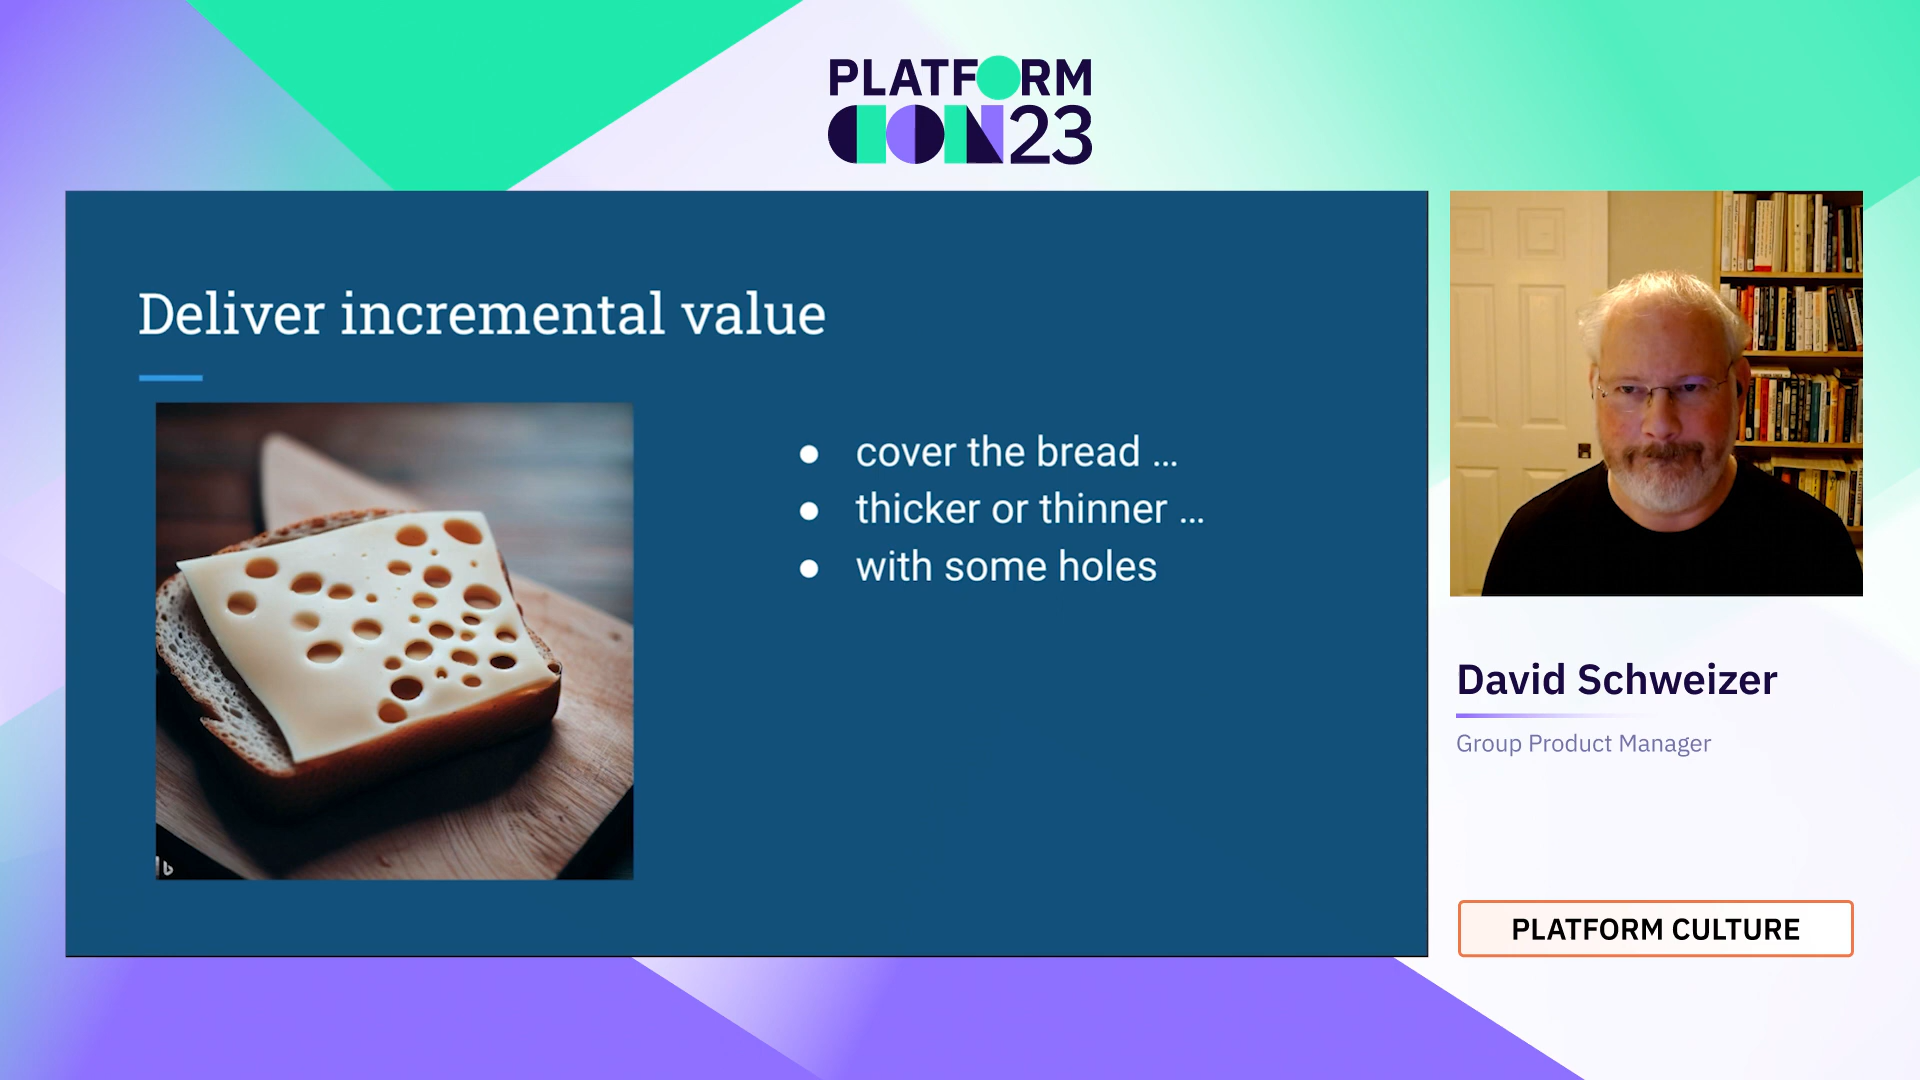 PLATFORM
CON23
Deliver incremental value
cover the bread ...
thicker or thinner ...
with some holes
David Schweizer
Group Product Manager
PLATFORM CULTURE